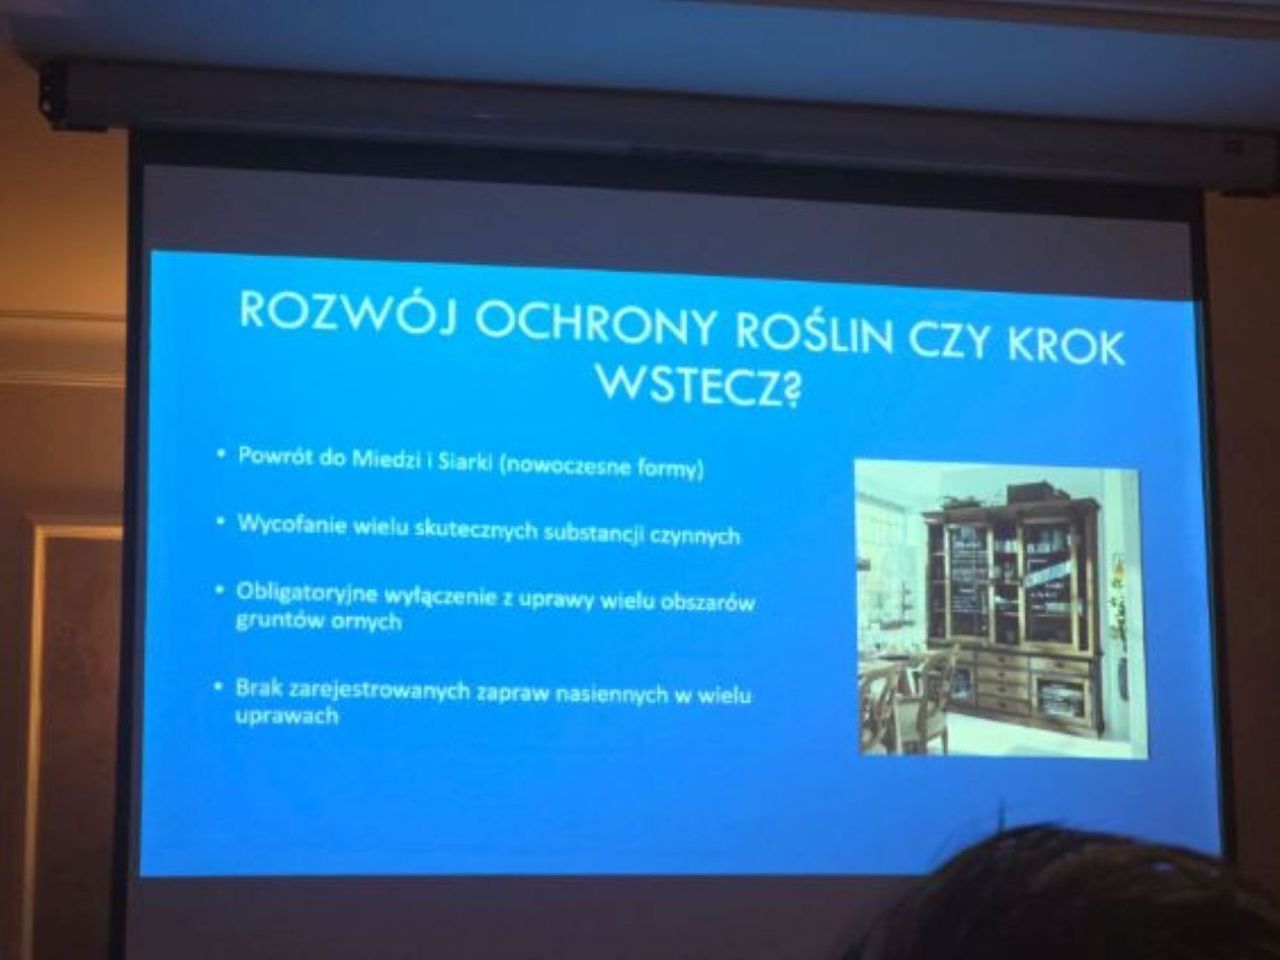 ROZWÓJ OCHRONY ROŚLIN CZY KROK
WSTECZ?
• Powrót do Miedzi i Siarki (nowoczesne formy)
• Wycofanie wielu skutecznych substancji czynnych
• Obligatoryjne wyłączenie z uprawy wielu obszarów
gruntów ornych
• Brak zarejestrowanych zapraw nasiennych w wielu
uprawach